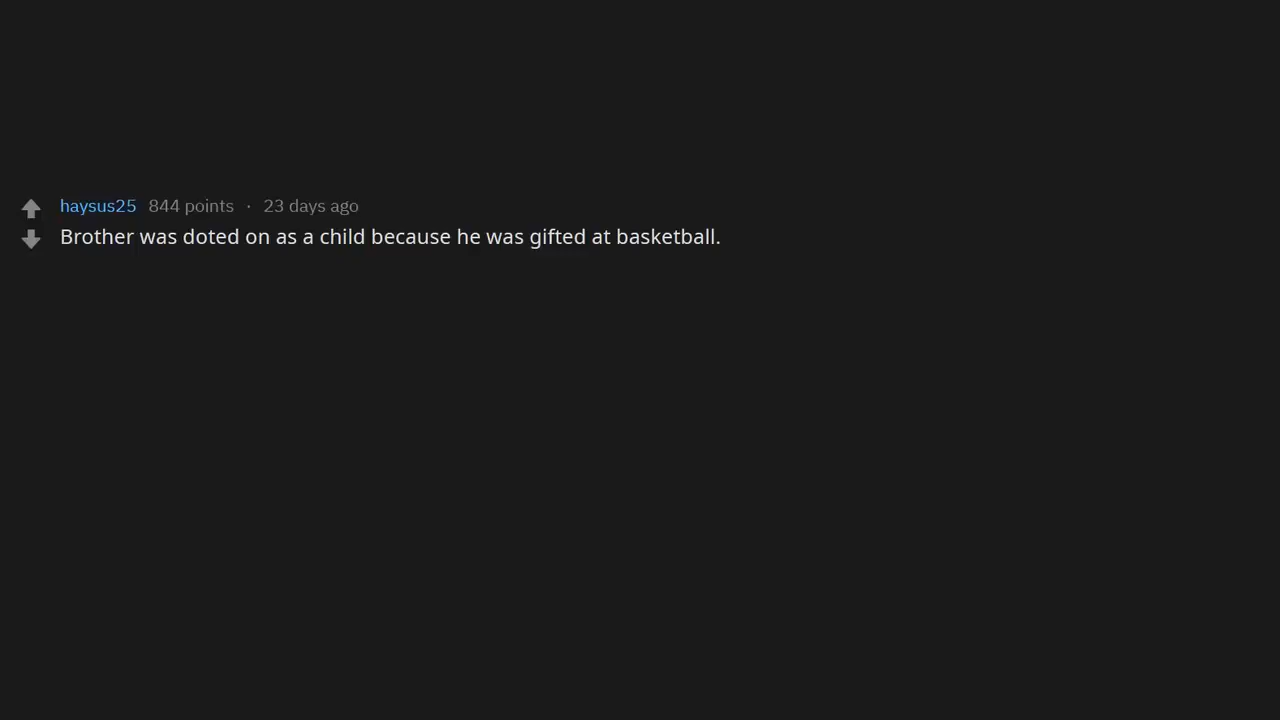 haysus25 844 points · 23 days ago
Brother was doted on as a child because he was gifted at basketball.